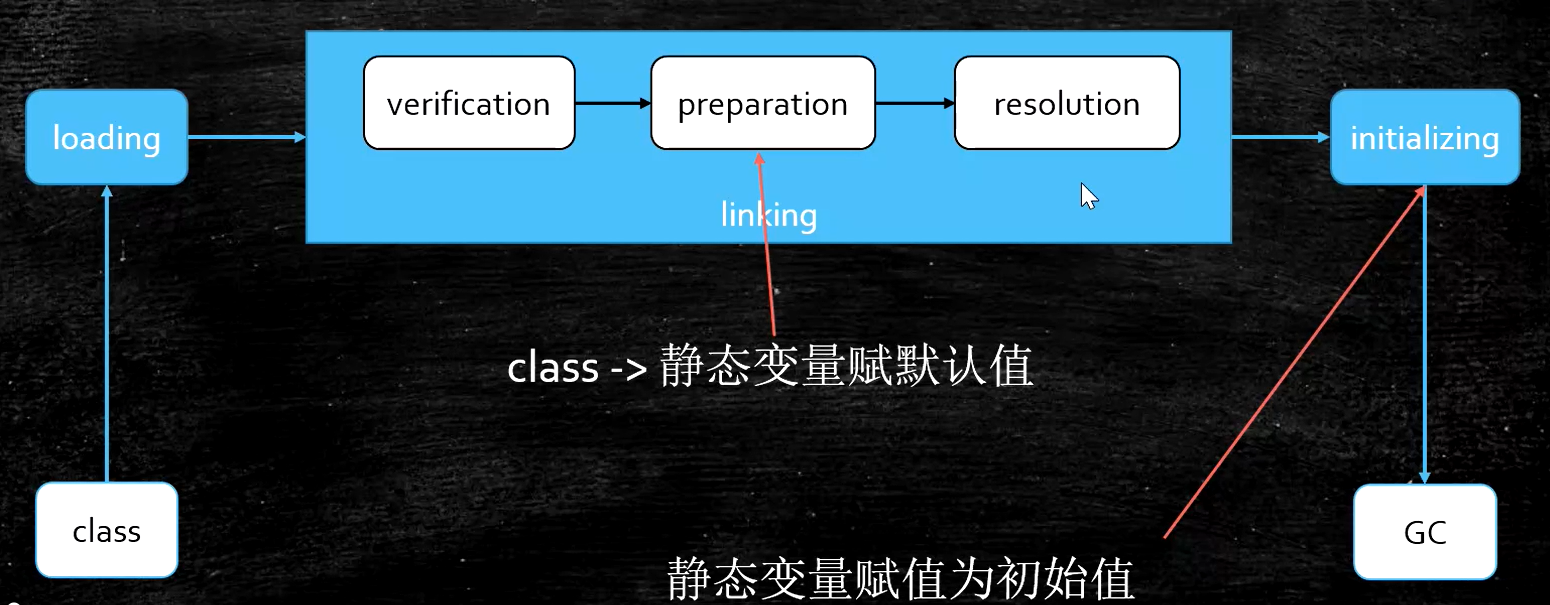 verification
preparation
resolution
loading
initializing
linking
class -> 静态变量赋默认值
class
GC
静态变量赋值为初始值